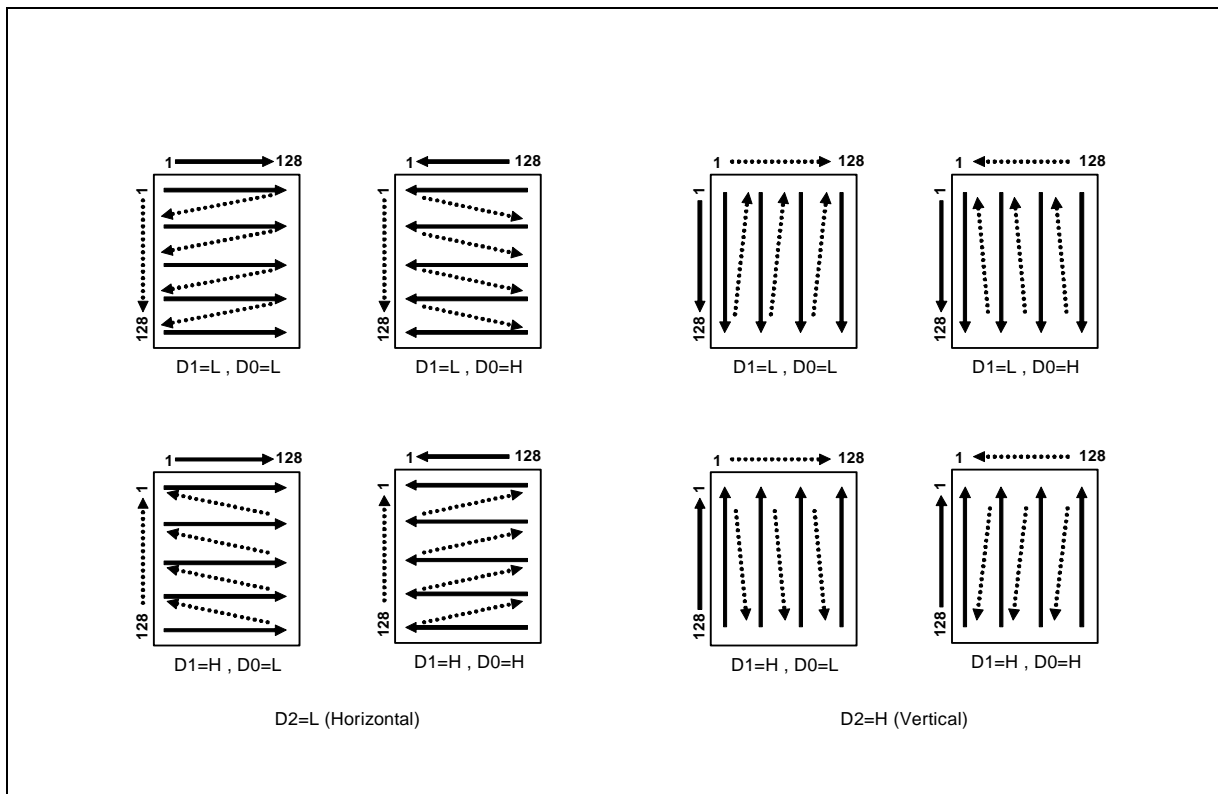 1 128
1 128
1 128
1 128
1
128
1
128
1
128
1
128
D1=L , D0=L
D1=L , D0=H
D1=L , D0=L
D1=L , D0=H
1 128
1 128
1 128
1 128
1
128
1
128
1
128
1
128
D1=H , D0=L
D1=H , D0=H
D1=H , D0=L
D1=H , D0=H
D2=L (Horizontal)
D2=H (Vertical)